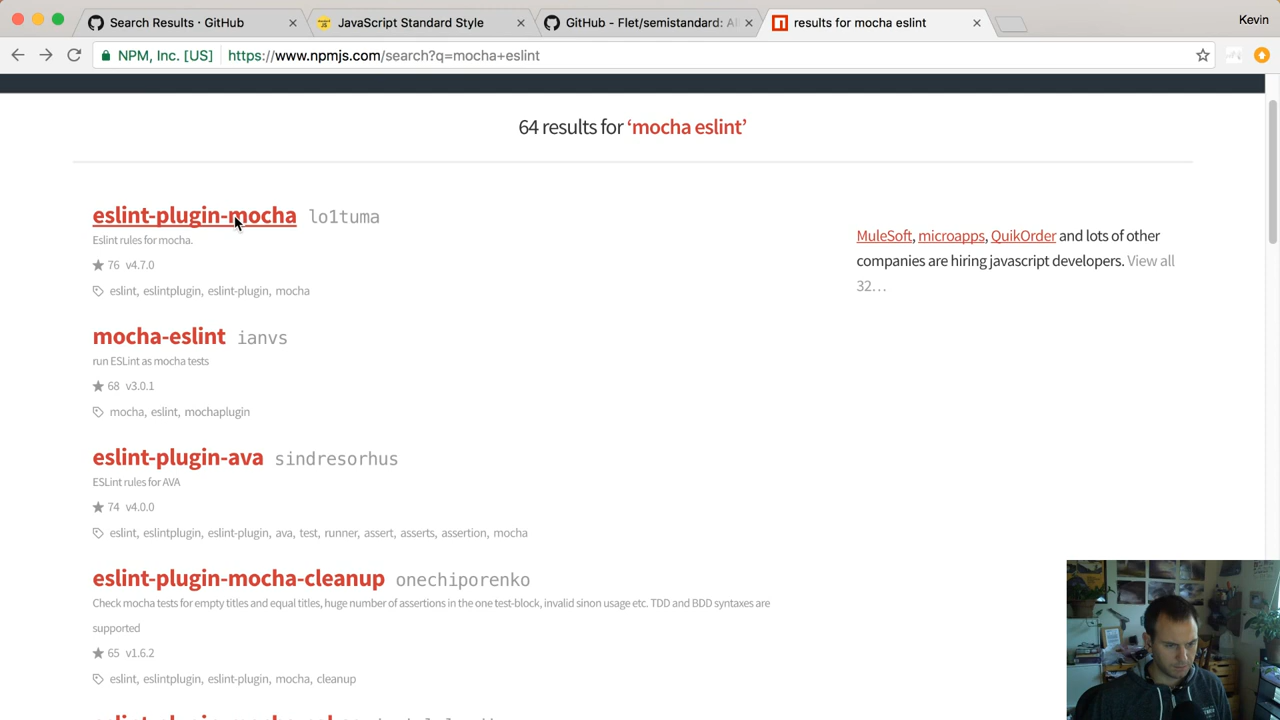 Search Results · GitHub
JavaScript Standard Style
GitHub - Flet/semistandard: Al
results for mocha eslint
Kevin
NPM, Inc. [US]
https://www.npmjs.com/search?q=mocha+eslint
64 results for ‘mocha eslint’
eslint-plugin-mocha lo1tuma
Eslint rules for mocha.
76 v4.7.0
eslint, eslintplugin, eslint-plugin, mocha
MuleSoft, microapps, QuikOrder and lots of other
companies are hiring javascript developers. View all
32…
mocha-eslint ianvs
run ESLint as mocha tests
68 v3.0.1
mocha, eslint, mochaplugin
eslint-plugin-ava sindresorhus
ESLint rules for AVA
74 v4.0.0
eslint, eslintplugin, eslint-plugin, ava, test, runner, assert, asserts, assertion, mocha
eslint-plugin-mocha-cleanup onechiporenko
Check mocha tests for empty titles and equal titles, huge number of assertions in the one test-block, invalid sinon usage etc. TDD and BDD syntaxes are
supported
65 v1.6.2
eslint, eslintplugin, eslint-plugin, mocha, cleanup